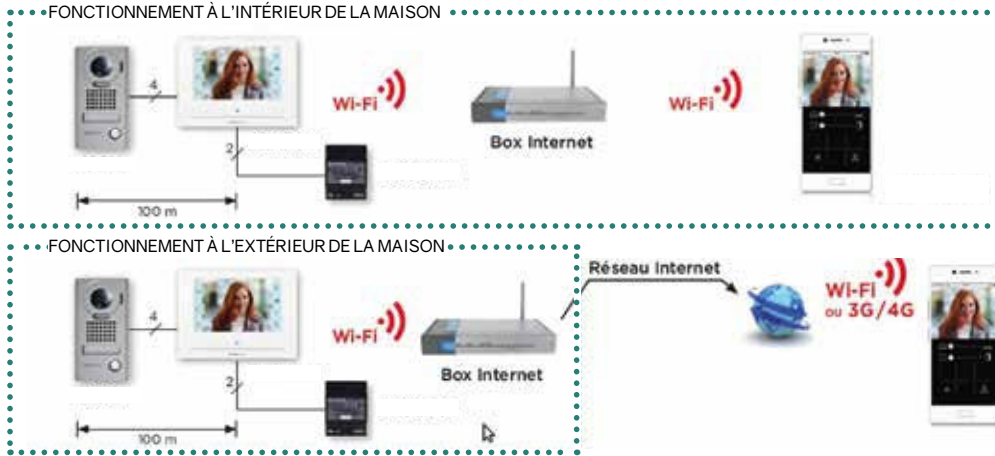 FONCTIONNEMENT À L'INTÉRIEUR DE LA MAISON
4
Wi-Fi
Wi-Fi
Box Internet
2
100 m
FONCTIONNEMENT À L'EXTÉRIEUR DE LA MAISON
Réseau Internet
Wi-Fi
ou 3G/4G
4
Wi-Fi
Box Internet
2
100 m